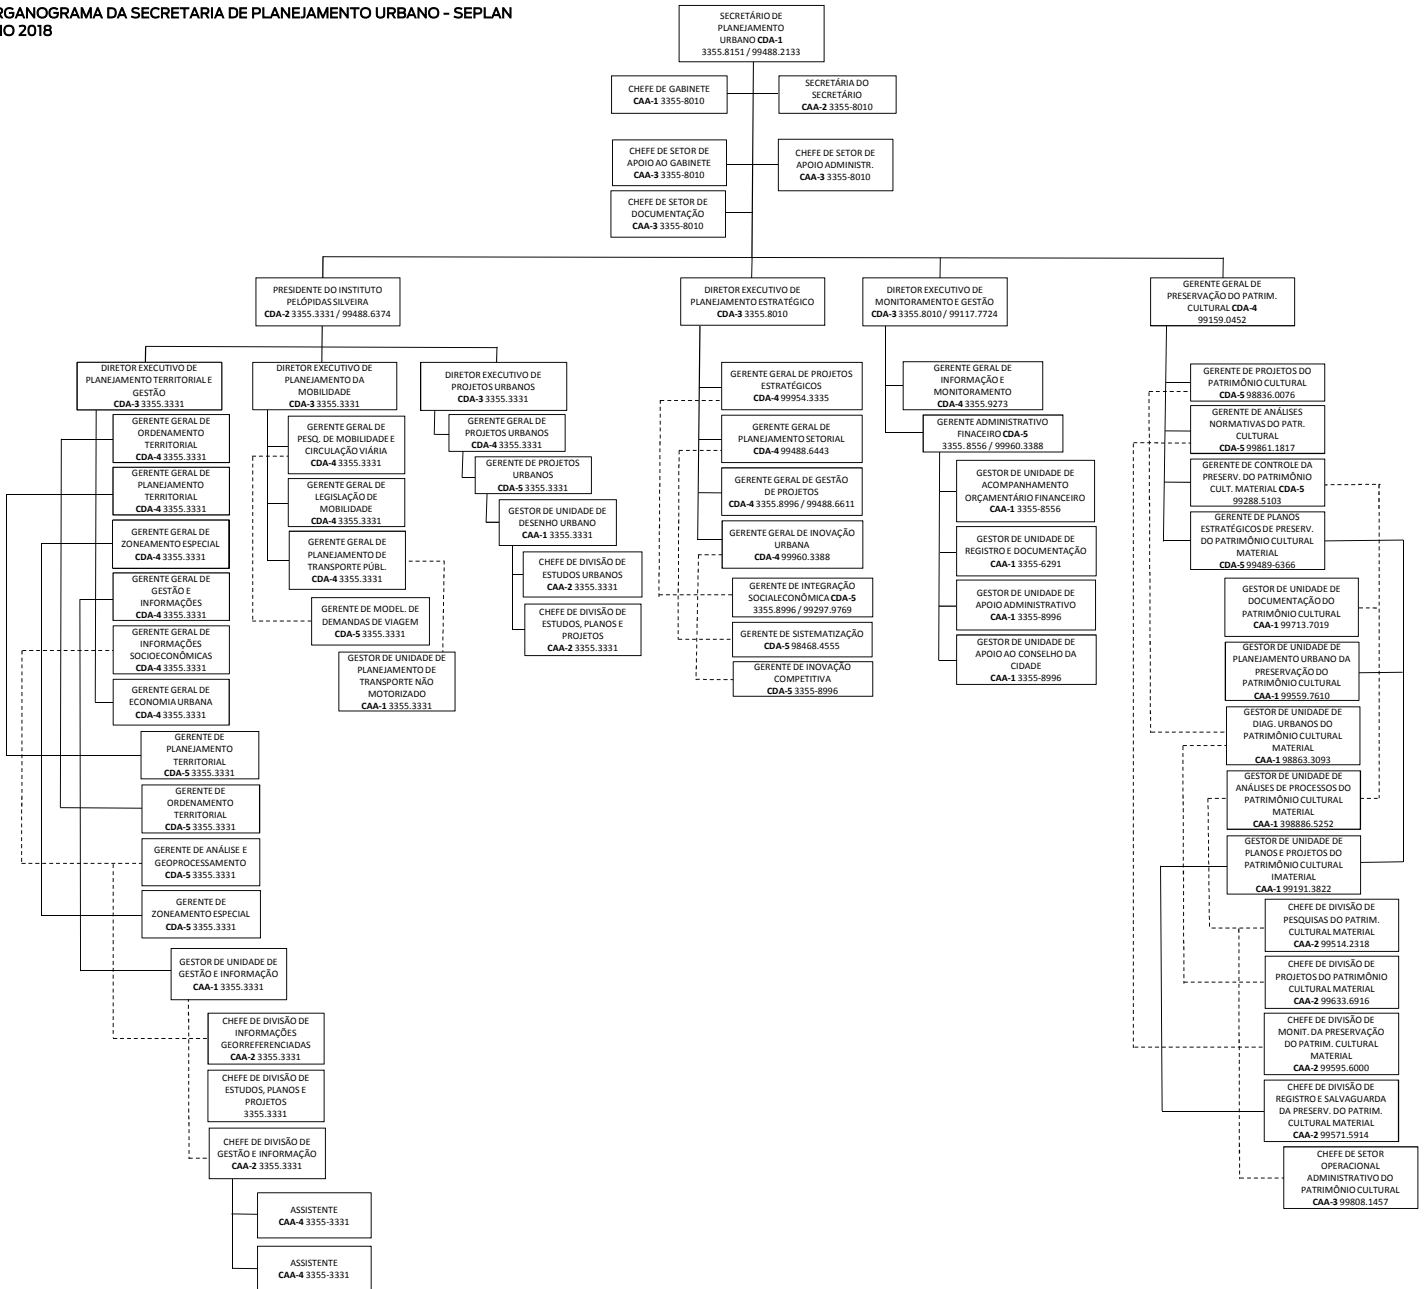 RGANOGRAMA DA SECRETARIA DE PLANEJAMENTO URBANO - SEPLAN
IO 2018
SECRETÁRIO DE
PLANEJAMENTO
URBANO CDA-1
3355.8151 / 99488.2133
CHEFE DE GABINETE
CAA-1 3355-8010
SECRETÁRIA DO
SECRETÁRIO
CAA-2 3355-8010
CHEFE DE SETOR DE
APOIO AO GABINETE
CAA-3 3355-8010
CHEFE DE SETOR DE
APOIO ADMINISTR.
CAA-3 3355-8010
CHEFE DE SETOR DE
DOCUMENTAÇÃO
CAA-3 3355-8010
PRESIDENTE DO INSTITUTO
PELÓPIDAS SILVEIRA
CDA-2 3355.3331 / 99488.6374
DIRETOR EXECUTIVO DE
PLANEJAMENTO ESTRATÉGICO
CDA-3 3355.8010
DIRETOR EXECUTIVO DE
MONITORAMENTO E GESTÃO
CDA-3 3355.8010 / 99117.7724
GERENTE GERAL DE
PRESERVAÇÃO DO PATRIM.
CULTURAL CDA-4
99159.0452
DIRETOR EXECUTIVO DE
PLANEJAMENTO TERRITORIAL E
GESTÃO
CDA-3 3355.3331
GERENTE GERAL DE
ORDENAMENTO
TERRITORIAL
CDA-4 3355.3331
GERENTE GERAL DE
PLANEJAMENTO
TERRITORIAL
CDA-4 3355.3331
GERENTE GERAL DE
ZONEAMENTO ESPECIAL
CDA-4 3355.3331
GERENTE GERAL DE
GESTÃO E
INFORMAÇÕES
CDA-4 3355.3331
GERENTE GERAL DE
INFORMAÇÕES
SOCIOECONÔMICAS
CDA-4 3355.3331
GERENTE GERAL DE
ECONOMIA URBANA
CDA-4 3355.3331
GERENTE DE
PLANEJAMENTO
TERRITORIAL
CDA-5 3355.3331
GERENTE DE
ORDENAMENTO
TERRITORIAL
CDA-5 3355.3331
GERENTE DE ANÁLISE E
GEOPROCESSAMENTO
CDA-5 3355.3331
GERENTE DE
ZONEAMENTO ESPECIAL
CDA-5 3355.3331
GESTOR DE UNIDADE DE
GESTÃO E INFORMAÇÃO
CAA-1 3355.3331
CHEFE DE DIVISÃO DE
INFORMAÇÕES
GEORREFERENCIADAS
CAA-2 3355.3331
CHEFE DE DIVISÃO DE
ESTUDOS, PLANOS E
PROJETOS
3355.3331
CHEFE DE DIVISÃO DE
GESTÃO E INFORMAÇÃO
CAA-2 3355.3331
ASSISTENTE
CAA-4 3355-3331
ASSISTENTE
CAA-4 3355-3331
DIRETOR EXECUTIVO DE
PLANEJAMENTO DA
MOBILIDADE
CDA-3 3355.3331
GERENTE GERAL DE
PESQ. DE MOBILIDADE E
CIRCULAÇÃO VIÁRIA
CDA-4 3355.3331
GERENTE GERAL DE
LEGISLAÇÃO DE
MOBILIDADE
CDA-4 3355.3331
GERENTE GERAL DE
PLANEJAMENTO DE
TRANSPORTE PÚBL.
CDA-4 3355.3331
GERENTE DE MODEL. DE
DEMANDAS DE VIAGEM
CDA-5 3355.3331
GESTOR DE UNIDADE DE
PLANEJAMENTO DE
TRANSPORTE NÃO
MOTORIZADO
CAA-1 3355.3331
DIRETOR EXECUTIVO DE
PROJETOS URBANOS
CDA-3 3355.3331
GERENTE GERAL DE
PROJETOS URBANOS
CDA-4 3355.3331
GERENTE DE PROJETOS
URBANOS
CDA-5 3355.3331
GESTOR DE UNIDADE DE
DESENHO URBANO
CAA-1 3355.3331
CHEFE DE DIVISÃO DE
ESTUDOS URBANOS
CAA-2 3355.3331
CHEFE DE DIVISÃO DE
ESTUDOS, PLANOS E
PROJETOS
CAA-2 3355.3331
GERENTE GERAL DE PROJETOS
ESTRATÉGICOS
CDA-4 99954.3335
GERENTE GERAL DE
PLANEJAMENTO SETORIAL
CDA-4 99488.6443
GERENTE GERAL DE GESTÃO
DE PROJETOS
CDA-4 3355.8996 / 99488.6611
GERENTE GERAL DE INOVAÇÃO
URBANA
CDA-4 99960.3388
GERENTE DE INTEGRAÇÃO
SOCIALECONÔMICA CDA-5
3355.8996 / 99297.9769
GERENTE DE SISTEMATIZAÇÃO
CDA-5 98468.4555
GERENTE DE INOVAÇÃO
COMPETITIVA
CDA-5 3355-8996
GERENTE GERAL DE
INFORMAÇÃO E
MONITORAMENTO
CDA-4 3355.9273
GERENTE ADMINISTRATIVO
FINACEIRO CDA-5
3355.8556 / 99960.3388
GESTOR DE UNIDADE DE
ACOMPANHAMENTO
ORÇAMENTÁRIO FINANCEIRO
CAA-1 3355-8556
GESTOR DE UNIDADE DE
REGISTRO E DOCUMENTAÇÃO
CAA-1 3355-6291
GESTOR DE UNIDADE DE
APOIO ADMINISTRATIVO
CAA-1 3355-8996
GESTOR DE UNIDADE DE
APOIO AO CONSELHO DA
CIDADE
CAA-1 3355-8996
GERENTE DE PROJETOS DO
PATRIMÔNIO CULTURAL
CDA-5 98836.0076
GERENTE DE ANÁLISES
NORMATIVAS DO PATR.
CULTURAL
CDA-5 99861.1817
GERENTE DE CONTROLE DA
PRESERV. DO PATRIMÔNIO
CULT. MATERIAL CDA-5
99288.5103
GERENTE DE PLANOS
ESTRATÉGICOS DE PRESERV.
DO PATRIMÔNIO CULTURAL
MATERIAL
CDA-5 99489-6366
GESTOR DE UNIDADE DE
DOCUMENTAÇÃO DO
PATRIMÔNIO CULTURAL
CAA-1 99713.7019
GESTOR DE UNIDADE DE
PLANEJAMENTO URBANO DA
PRESERVAÇÃO DO
PATRIMÔNIO CULTURAL
CAA-1 99559.7610
GESTOR DE UNIDADE DE
DIAG. URBANOS DO
PATRIMÔNIO CULTURAL
MATERIAL
CAA-1 98863.3093
GESTOR DE UNIDADE DE
ANÁLISES DE PROCESSOS DO
PATRIMÔNIO CULTURAL
MATERIAL
CAA-1 398886.5252
GESTOR DE UNIDADE DE
PLANOS E PROJETOS DO
PATRIMÔNIO CULTURAL
IMATERIAL
CAA-1 99191.3822
CHEFE DE DIVISÃO DE
PESQUISAS DO PATRIM.
CULTURAL MATERIAL
CAA-2 99514.2318
CHEFE DE DIVISÃO DE
PROJETOS DO PATRIMÔNIO
CULTURAL MATERIAL
CAA-2 99633.6916
CHEFE DE DIVISÃO DE
MONIT. DA PRESERVAÇÃO
DO PATRIM. CULTURAL
MATERIAL
CAA-2 99595.6000
CHEFE DE DIVISÃO DE
REGISTRO E SALVAGUARDA
DA PRESERV. DO PATRIM.
CULTURAL MATERIAL
CAA-2 99571.5914
CHEFE DE SETOR
OPERACIONAL
ADMINISTRATIVO DO
PATRIMÔNIO CULTURAL
CAA-3 99808.1457